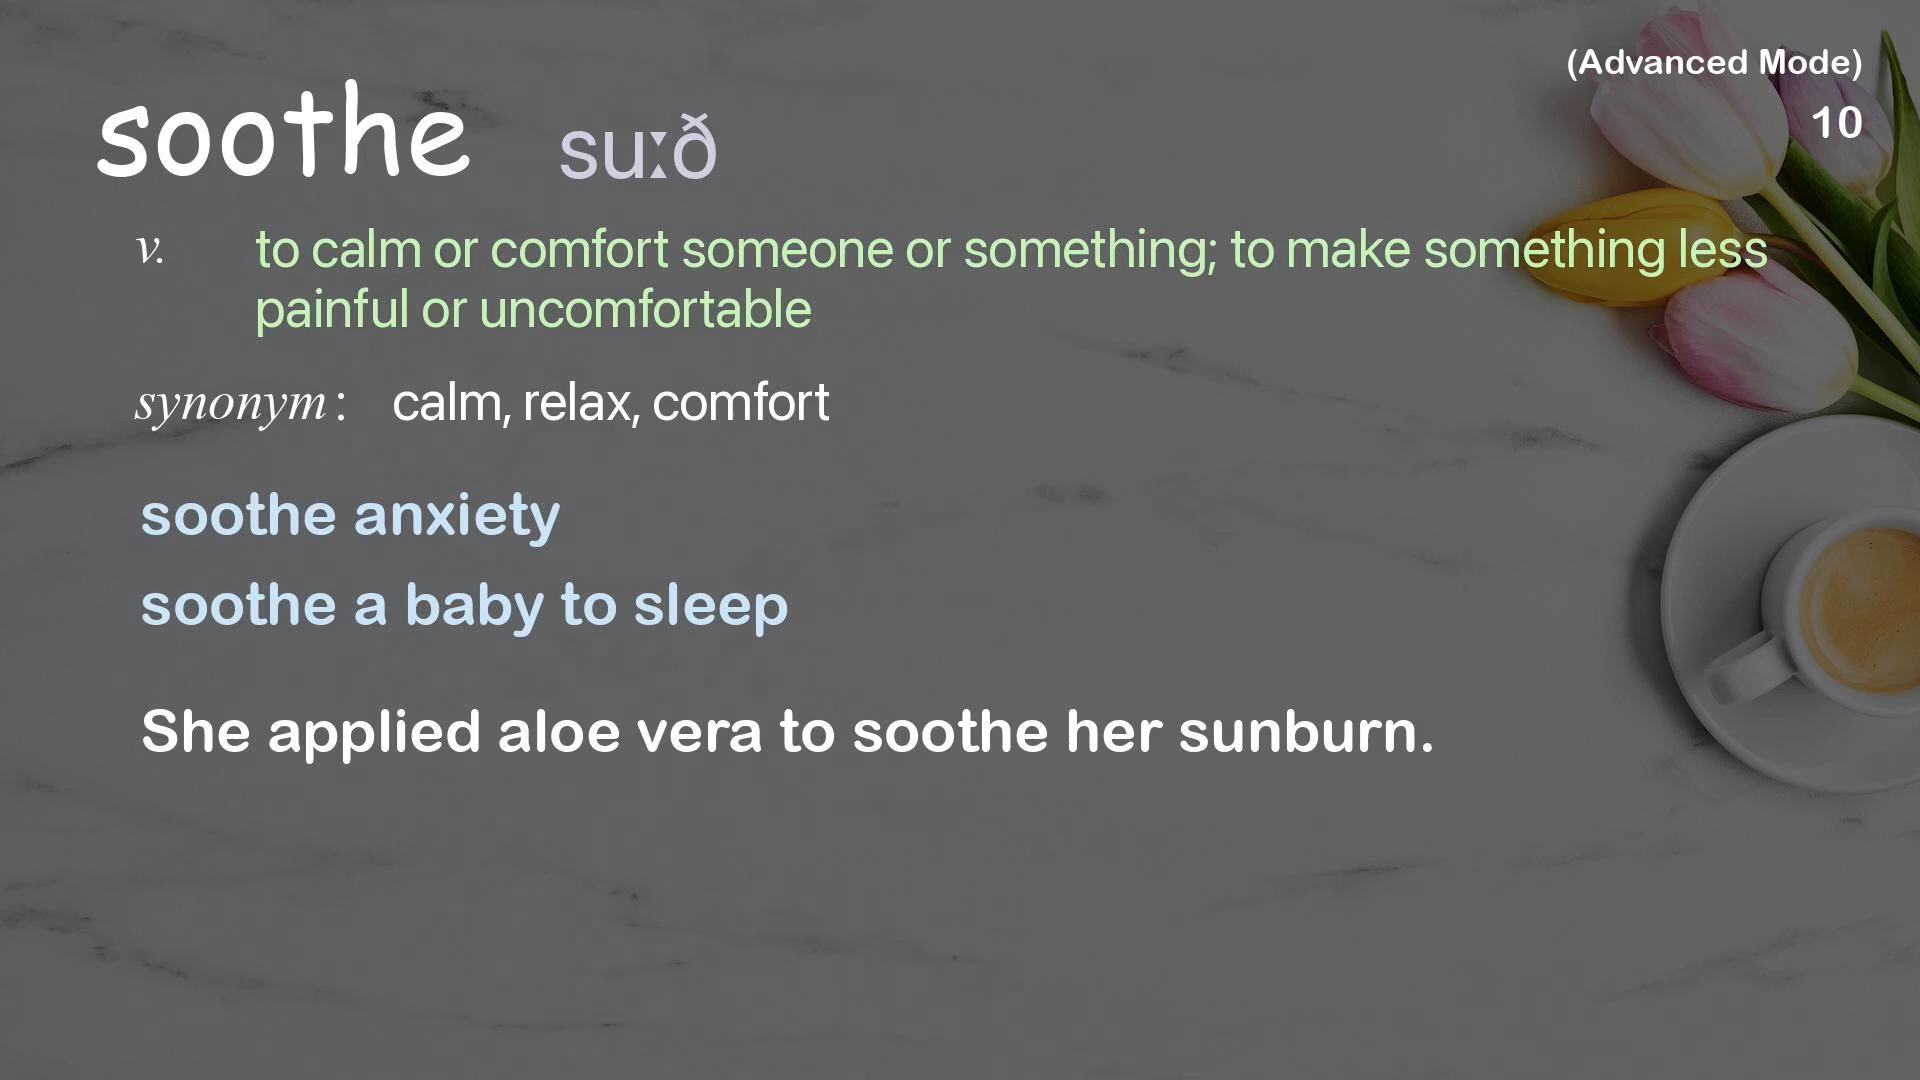 (Advanced Mode)
10
soothe suːð
v. to calm or comfort someone or something; to make something less
painful or uncomfortable
synonym : calm, relax, comfort
soothe anxiety
soothe a baby to sleep
She applied aloe vera to soothe her sunburn.